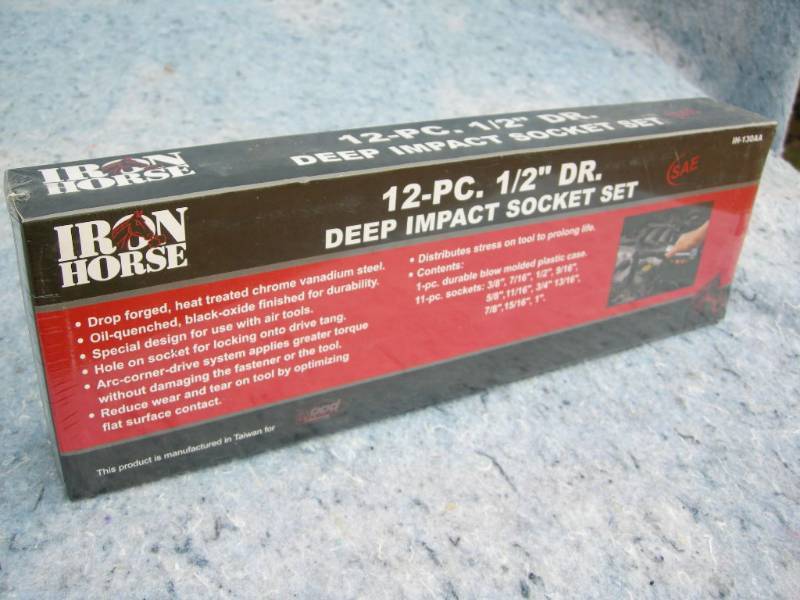 IRON
HORSE
12-PC. 1/2" DR.
DEEP IMPACT SOCKET SET
IH-130AA
IRON
HORSE
12-PC. 1/2" DR.
DEEP IMPACT SOCKET SET
SAE
• Drop forged, heat treated chrome vanadium steel.
• Oil-quenched, black-oxide finished for durability.
• Special design for use with air tools.
• Hole on socket for locking onto drive tang.
• Arc-corner-drive system applies greater torque
without damaging the fastener or the tool.
• Reduce wear and tear on tool by optimizing
flat surface contact.
• Distributes stress on tool to prolong life.
• Contents:
1-pc. durable blow molded plastic case.
11-pc. sockets: 3/8", 7/16", 1/2", 9/16",
5/8",11/16", 3/4" 13/16",
7/8",15/16", 1".
This product is manufactured in Taiwan for